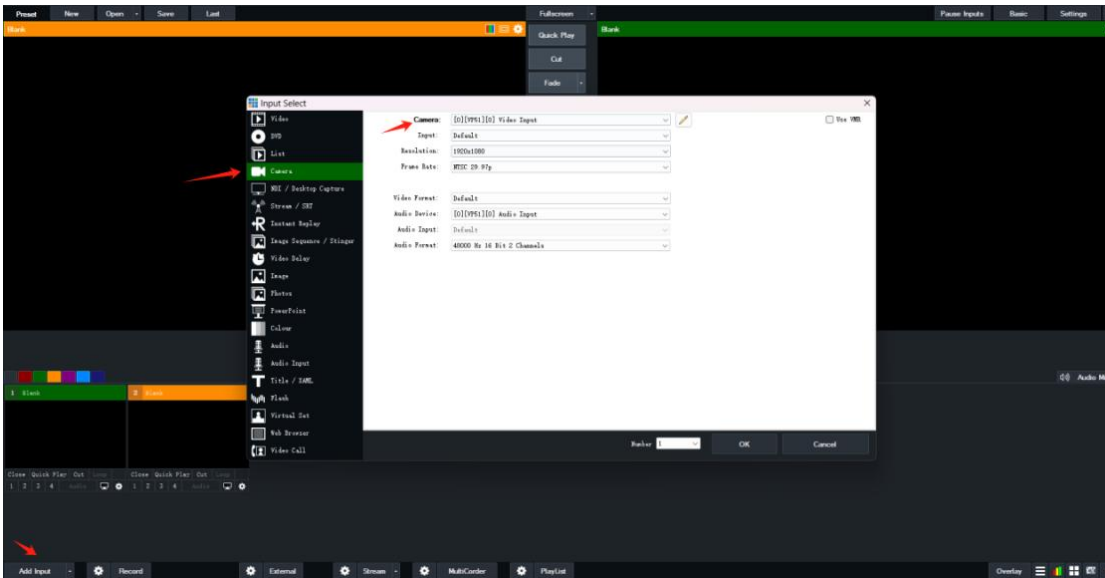 Preset New Open Save Last Fullscreen Pause Inputs Basic Settings
Blank
Blank
Quick Play
Cut
Fade
Input Select
Video
DVD
List
Camera
NDI / Desktop Capture
Stream / SRT
Instant Replay
Image Sequence / Stinger
Video Delay
Image
Photos
PowerPoint
Colour
Audio
Audio Input
Title / XAML
Flash
Virtual Set
Web Browser
Video Call
Camera: [0][VPS1][0] Video Input
Use VMR
Input: Default
Resolution: 1920x1080
Frame Rate: NTSC 29.97p
Video Format: Default
Audio Device: [0][VPS1][0] Audio Input
Audio Input: Default
Audio Format: 48000 Hz 16 Bit 2 Channels
Number 1 OK Cancel
Audio M
1 Blank 2 Blank
Close Quick Play Cut Loop Close Quick Play Cut Loop
1 2 3 4 Audio 1 2 3 4 Audio
Add Input Record External Stream MultiCorder PlayList Overlay